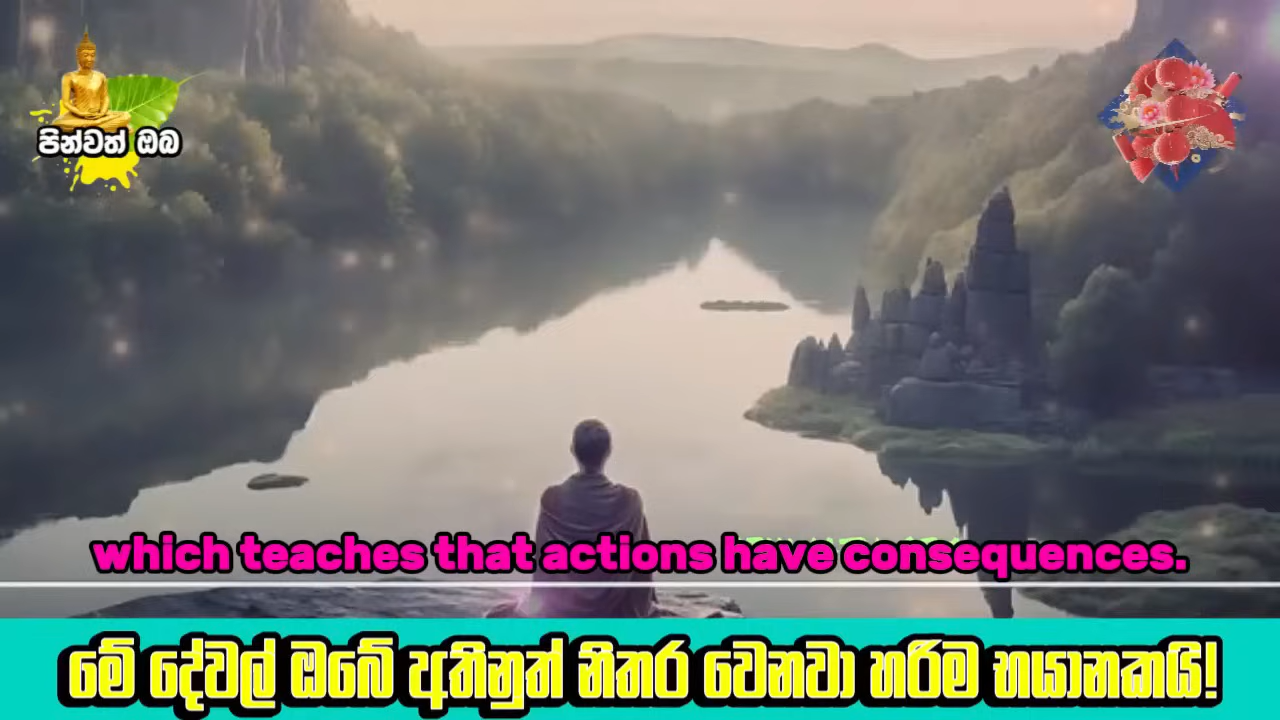 පින්වත් ඔබ
which teaches that actions have consequences.
මේ දේවල් ඔබේ අතිනුත් නිතර වෙනවා හරිම භයානකයි!